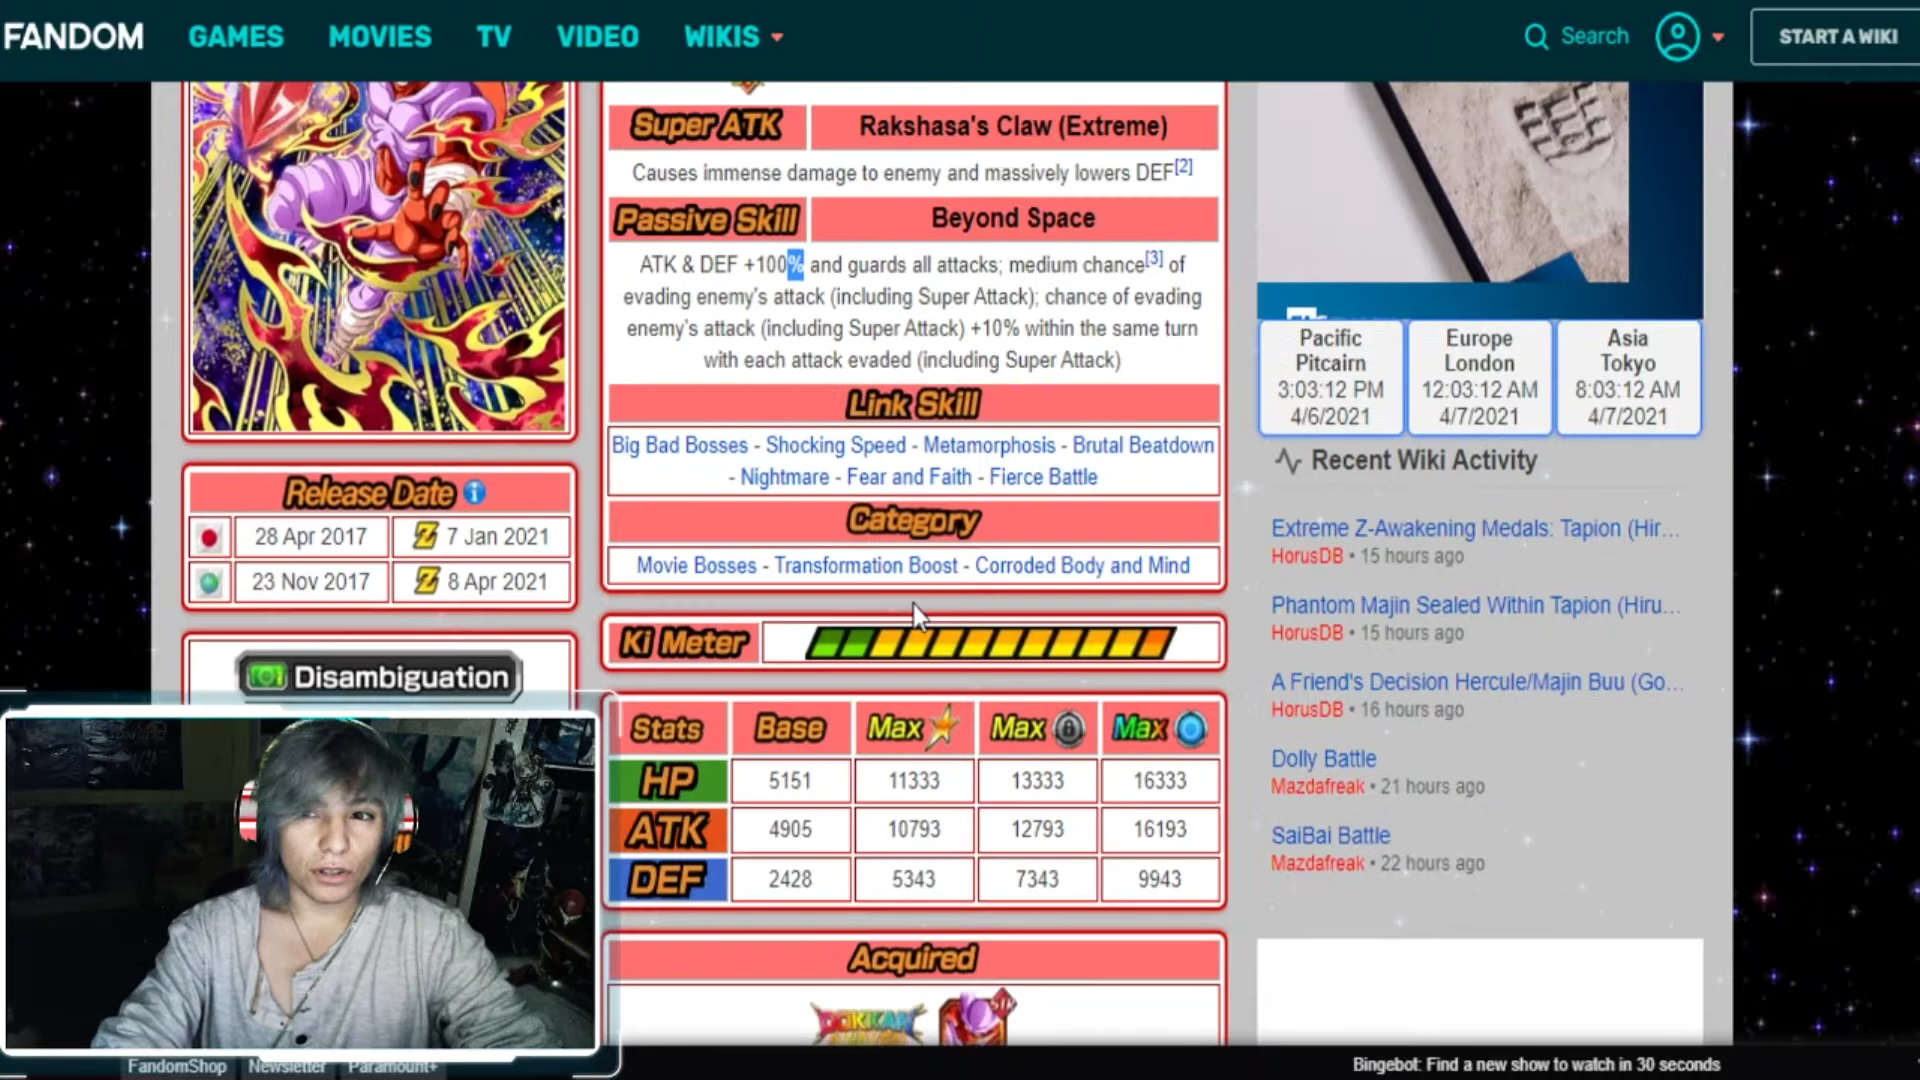 FANDOM GAMES MOVIES TV VIDEO WIKIS Search START A WIKI
Super ATK Rakshasa's Claw (Extreme)
Causes immense damage to enemy and massively lowers DEF[2]
Passive Skill Beyond Space
ATK & DEF +100% and guards all attacks; medium chance[3] of
evading enemy's attack (including Super Attack); chance of evading
enemy's attack (including Super Attack) +10% within the same turn
with each attack evaded (including Super Attack)
Link Skill
Big Bad Bosses - Shocking Speed - Metamorphosis - Brutal Beatdown
- Nightmare - Fear and Faith - Fierce Battle
Category
Movie Bosses - Transformation Boost - Corroded Body and Mind
Ki Meter
Stats Base Max Max Max
HP 5151 11333 13333 16333
ATK 4905 10793 12793 16193
DEF 2428 5343 7343 9943
Acquired
DOKKAN
STR
Release Date
28 Apr 2017 Z 7 Jan 2021
23 Nov 2017 Z 8 Apr 2021
Disambiguation
Pacific
Pitcairn
3:03:12 PM
4/6/2021
Europe
London
12:03:12 AM
4/7/2021
Asia
Tokyo
8:03:12 AM
4/7/2021
Recent Wiki Activity
Extreme Z-Awakening Medals: Tapion (Hir...
HorusDB • 15 hours ago
Phantom Majin Sealed Within Tapion (Hiru...
HorusDB • 15 hours ago
A Friend's Decision Hercule/Majin Buu (Go...
HorusDB • 16 hours ago
Dolly Battle
Mazdafreak • 21 hours ago
SaiBai Battle
Mazdafreak • 22 hours ago
FandomShop Newsletter Paramount+
Bingebot: Find a new show to watch in 30 seconds